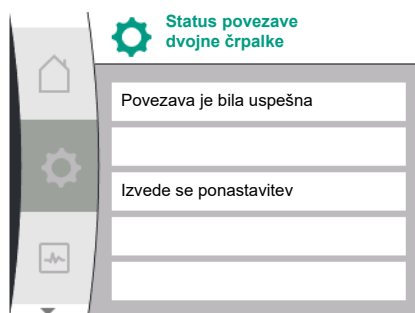 Status povezave
dvojne črpalke
Povezava je bila uspešna
Izvede se ponastavitev